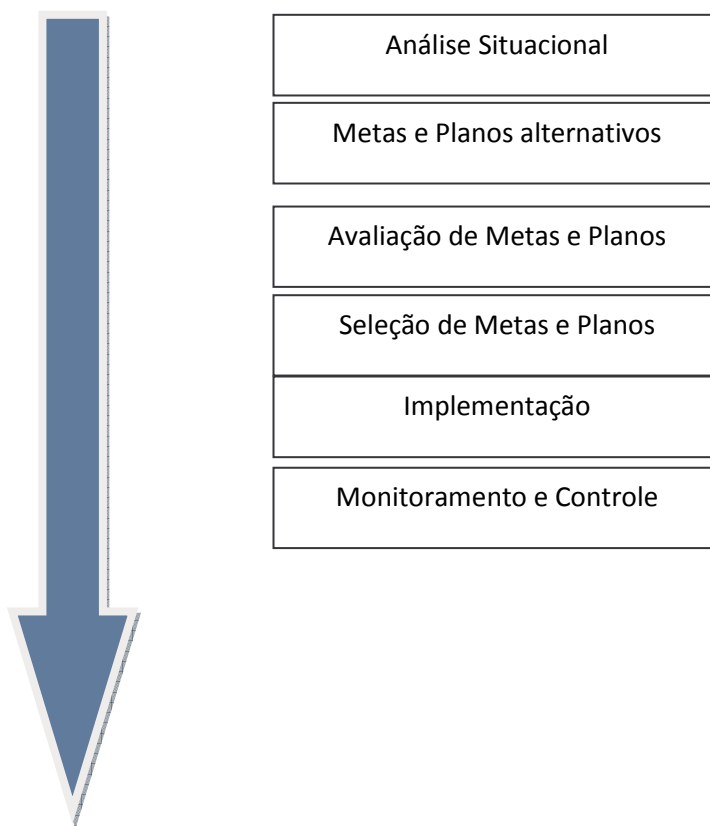 Análise Situacional
Metas e Planos alternativos
Avaliação de Metas e Planos
Seleção de Metas e Planos
Implementação
Monitoramento e Controle